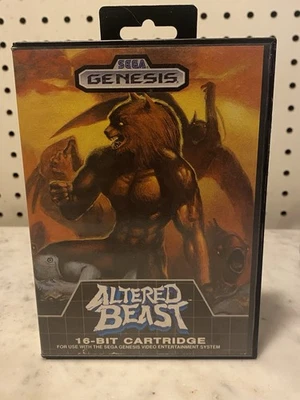 SEGA
GENESIS
ALTERED
BEAST
16-BIT CARTRIDGE
FOR USE WITH THE SEGA GENESIS VIDEO ENTERTAINMENT SYSTEM